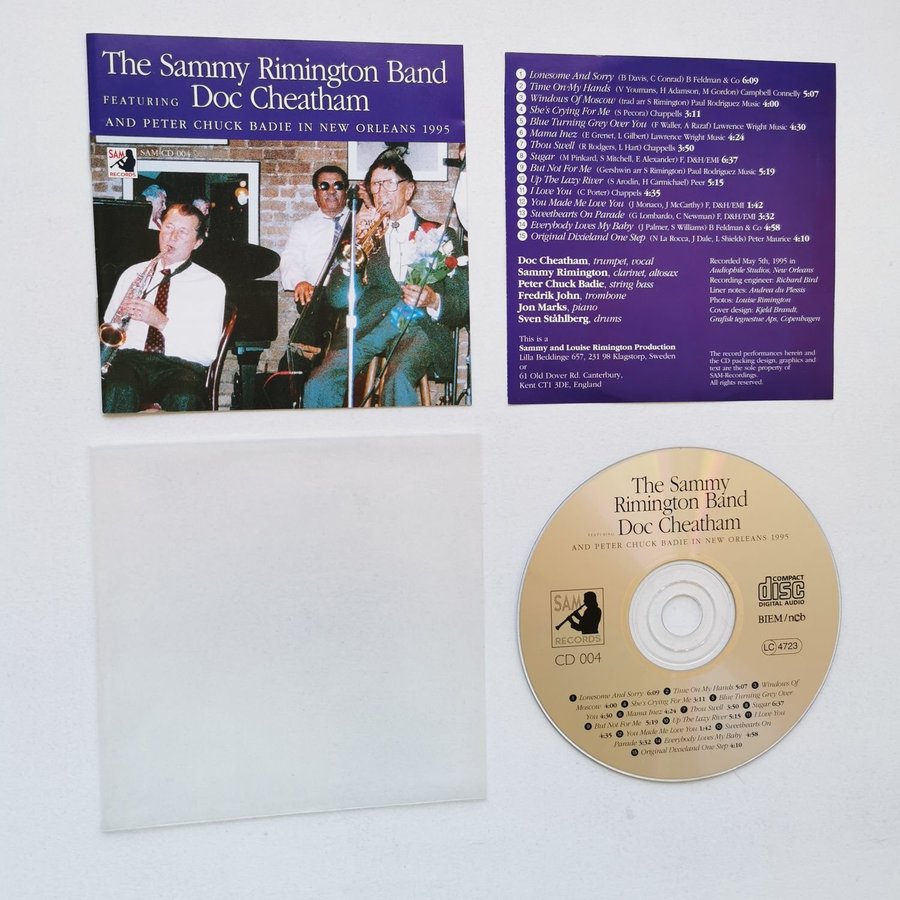 The Sammy Rimington Band
FEATURING Doc Cheatham
AND PETER CHUCK BADIE IN NEW ORLEANS 1995
SAM
RECORDS
SAM CD 004
1 Lonesome And Sorry (B Davis, C Conrad) B Feldman & Co 6:09
2 Time On My Hands (V Youmans, H Adamson, M Gordon) Campbell Connelly 5:07
3 Windows Of Moscow (trad arr S Rimington) Paul Rodriguez Music 4:00
4 She's Crying For Me (S Pecora) Chappells 3:11
5 Blue Turning Grey Over You (F Waller, A Razaf) Lawrence Wright Music 4:30
6 Mama Inez (E Grenet, L Gilbert) Lawrence Wright Music 4:24
7 Thou Swell (R Rodgers, L Hart) Chappells 3:50
8 Sugar (M Pinkard, S Mitchell, E Alexander) F, D&H/EMI 6:37
9 But Not For Me (Gershwin arr S Rimington) Paul Rodriguez Music 5:19
10 Up The Lazy River (S Arodin, H Carmichael) Peer 5:15
11 I Love You (C Porter) Chappels 4:35
12 You Made Me Love You (J Monaco, J McCarthy) F, D&H/EMI 1:42
13 Sweethearts On Parade (G Lombardo, C Newman) F, D&H/EMI 3:32
14 Everybody Loves My Baby (J Palmer, S Williams) B Feldman & Co 4:58
15 Original Dixieland One Step (N La Rocca, J Dale, L Shields) Peter Maurice 4:10
Doc Cheatham, trumpet, vocal
Sammy Rimington, clarinet, altosax
Peter Chuck Badie, string bass
Fredrik John, trombone
Jon Marks, piano
Sven Ståhlberg, drums
This is a
Sammy and Louise Rimington Production
Lilla Beddinge 657, 231 98 Klagstorp, Sweden
or
61 Old Dover Rd. Canterbury,
Kent CT1 3DE, England
Recorded May 5th, 1995 in
Audiophile Studios, New Orleans
Recording engineer: Richard Bird
Liner notes: Andrea du Plessis
Photos: Louise Rimington
Cover design: Kjeld Brandt,
Grafisk tegnestue Aps, Copenhagen
The record performances herein and
the CD packing design, graphics and
text are the sole property of
SAM-Recordings.
All rights reserved.
The Sammy
Rimington Band
FEATURING Doc Cheatham
AND PETER CHUCK BADIE IN NEW ORLEANS 1995
SAM
RECORDS
CD 004
COMPACT
disc
DIGITAL AUDIO
BIEM/ncb
LC 4723
1 Lonesome And Sorry 6:09 2 Time On My Hands 5:07 3 Windows Of
Moscow 4:00 4 She's Crying For Me 3:11 5 Blue Turning Grey Over
You 4:30 6 Mama Inez 4:24 7 Thou Swell 3:50 8 Sugar 6:37
9 But Not For Me 5:19 10 Up The Lazy River 5:15 11 I Love You
4:35 12 You Made Me Love You 1:42 13 Sweethearts On
Parade 3:32 14 Everybody Loves My Baby 4:58
15 Original Dixieland One Step 4:10